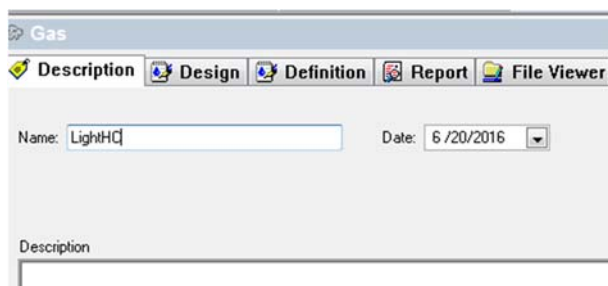 Gas
Description Design Definition Report File Viewer
Name: LightHC Date: 6 /20/2016
Description